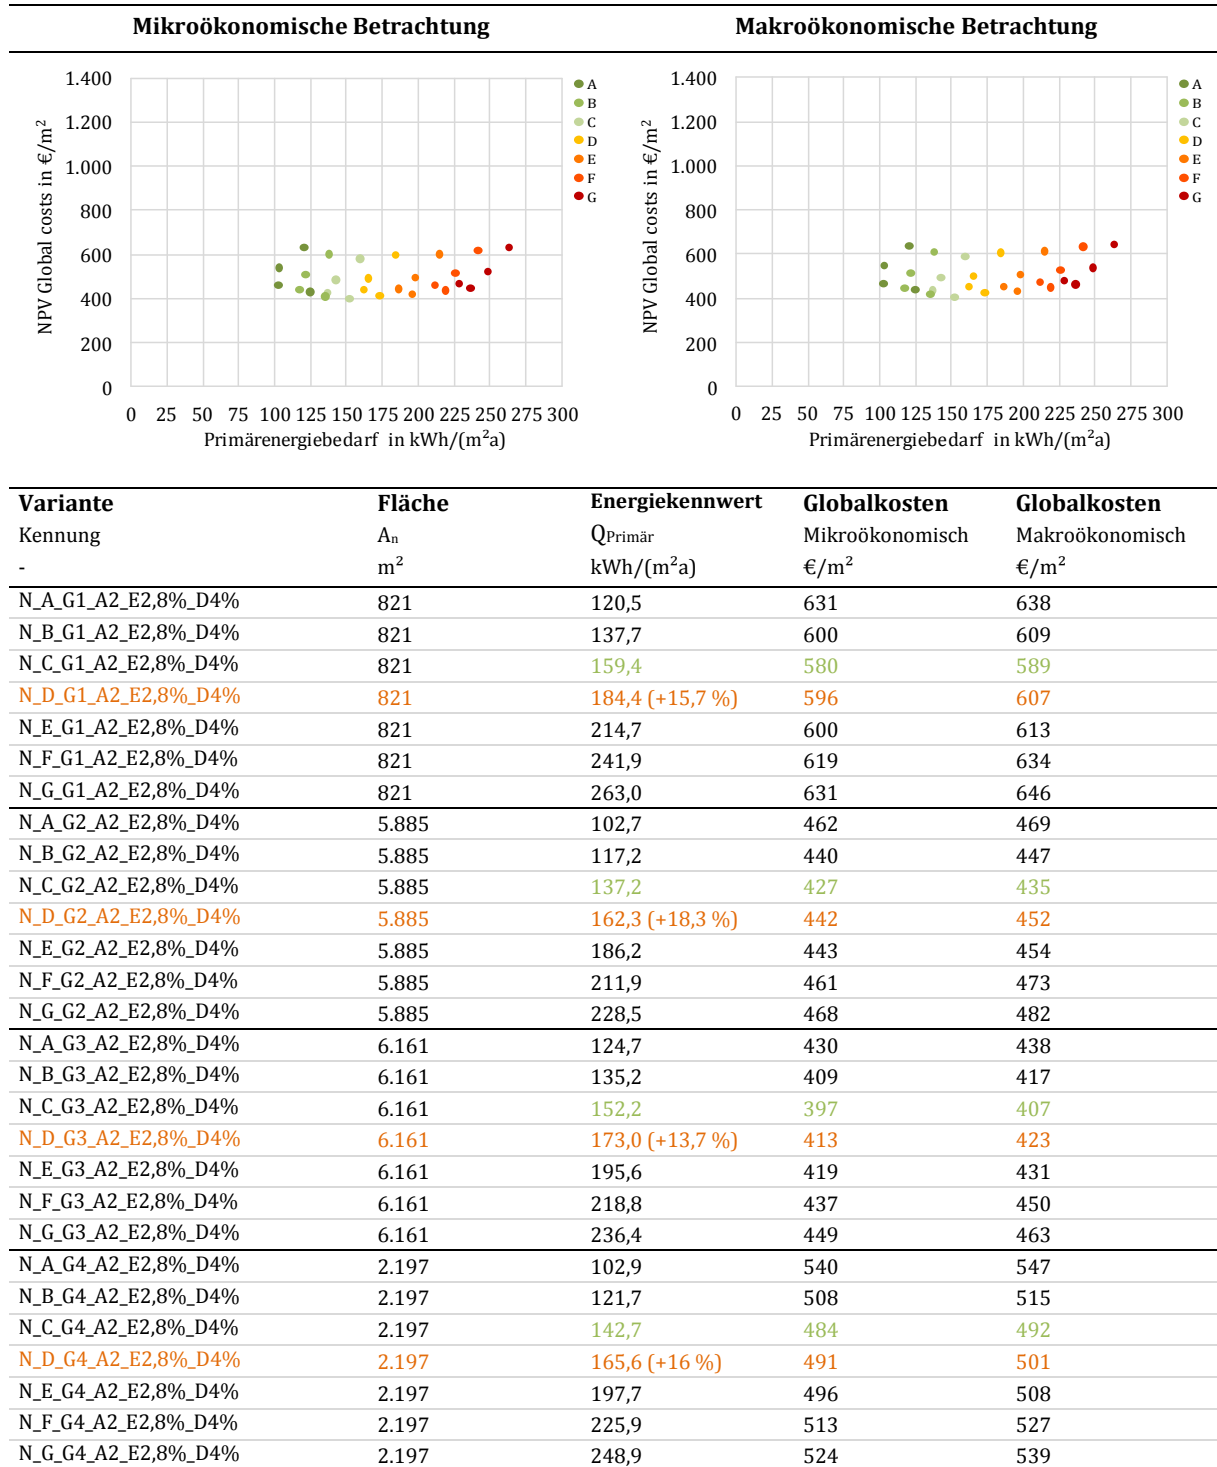 Mikroökonomische Betrachtung Makroökonomische Betrachtung
NPV Global costs in €/m²
1.400
1.200
1.000
800
600
400
200
0
0 25 50 75 100 125 150 175 200 225 250 275 300
Primärenergiebedarf in kWh/(m²a)
A
B
C
D
E
F
G
NPV Global costs in €/m²
1.400
1.200
1.000
800
600
400
200
0
0 25 50 75 100 125 150 175 200 225 250 275 300
Primärenergiebedarf in kWh/(m²a)
A
B
C
D
E
F
G
Variante Fläche Energiekennwert Globalkosten Globalkosten
Kennung An QPrimär Mikroökonomisch Makroökonomisch
- m² kWh/(m²a) €/m² €/m²
N_A_G1_A2_E2,8%_D4% 821 120,5 631 638
N_B_G1_A2_E2,8%_D4% 821 137,7 600 609
N_C_G1_A2_E2,8%_D4% 821 159,4 580 589
N_D_G1_A2_E2,8%_D4% 821 184,4 (+15,7 %) 596 607
N_E_G1_A2_E2,8%_D4% 821 214,7 600 613
N_F_G1_A2_E2,8%_D4% 821 241,9 619 634
N_G_G1_A2_E2,8%_D4% 821 263,0 631 646
N_A_G2_A2_E2,8%_D4% 5.885 102,7 462 469
N_B_G2_A2_E2,8%_D4% 5.885 117,2 440 447
N_C_G2_A2_E2,8%_D4% 5.885 137,2 427 435
N_D_G2_A2_E2,8%_D4% 5.885 162,3 (+18,3 %) 442 452
N_E_G2_A2_E2,8%_D4% 5.885 186,2 443 454
N_F_G2_A2_E2,8%_D4% 5.885 211,9 461 473
N_G_G2_A2_E2,8%_D4% 5.885 228,5 468 482
N_A_G3_A2_E2,8%_D4% 6.161 124,7 430 438
N_B_G3_A2_E2,8%_D4% 6.161 135,2 409 417
N_C_G3_A2_E2,8%_D4% 6.161 152,2 397 407
N_D_G3_A2_E2,8%_D4% 6.161 173,0 (+13,7 %) 413 423
N_E_G3_A2_E2,8%_D4% 6.161 195,6 419 431
N_F_G3_A2_E2,8%_D4% 6.161 218,8 437 450
N_G_G3_A2_E2,8%_D4% 6.161 236,4 449 463
N_A_G4_A2_E2,8%_D4% 2.197 102,9 540 547
N_B_G4_A2_E2,8%_D4% 2.197 121,7 508 515
N_C_G4_A2_E2,8%_D4% 2.197 142,7 484 492
N_D_G4_A2_E2,8%_D4% 2.197 165,6 (+16 %) 491 501
N_E_G4_A2_E2,8%_D4% 2.197 197,7 496 508
N_F_G4_A2_E2,8%_D4% 2.197 225,9 513 527
N_G_G4_A2_E2,8%_D4% 2.197 248,9 524 539